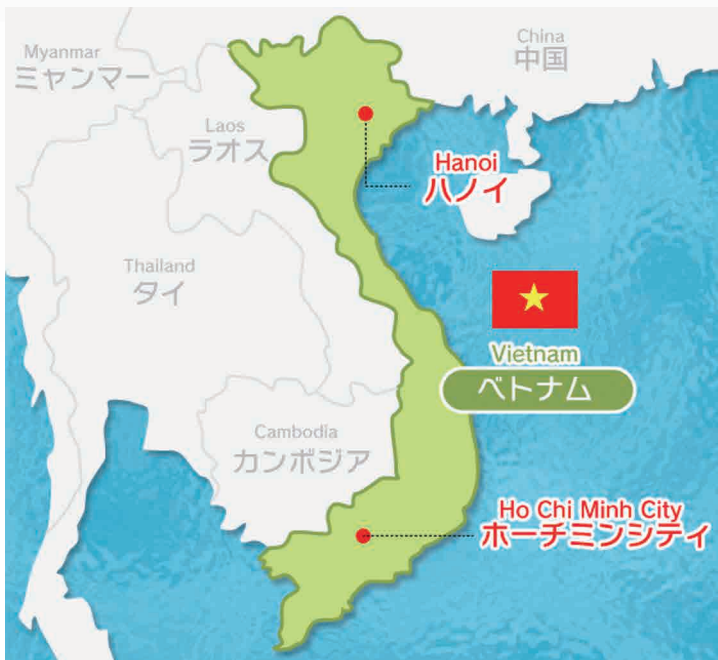 Myanmar
ミャンマー
China
中国
Laos
ラオス
Hanoi
ハノイ
Thailand
タイ
Vietnam
ベトナム
Cambodia
カンボジア
Ho Chi Minh City
ホーチミンシティ